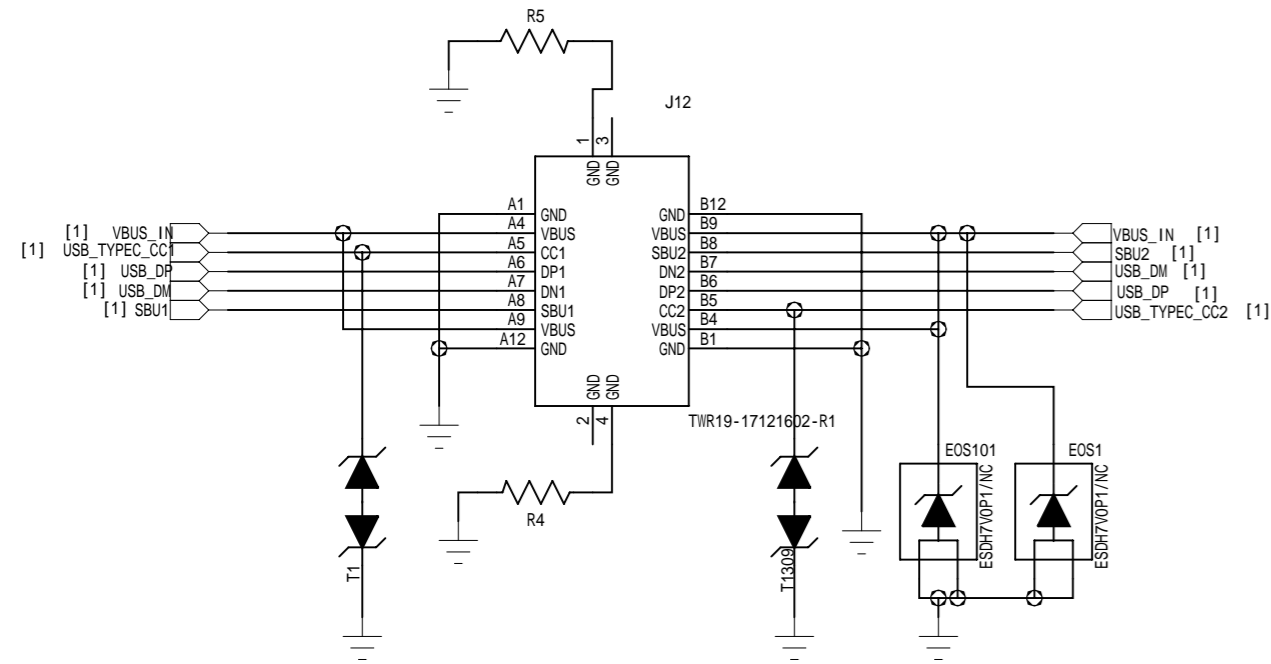 R5
J12
1
3
GND
GND
A1
GND
GND
B12
[1] VBUS_IN
A4
VBUS
VBUS
B9
VBUS_IN [1]
[1] USB_TYPEC_CC1
A5
CC1
SBU2
B8
SBU2 [1]
[1] USB_DP
A6
DP1
DN2
B7
USB_DM [1]
[1] USB_DM
A7
DN1
DP2
B6
USB_DP [1]
[1] SBU1
A8
SBU1
CC2
B5
USB_TYPEC_CC2 [1]
A9
VBUS
VBUS
B4
A12
GND
GND
B1
GND
GND
2
4
TWR19-17121602-R1
EOS101
EOS1
ESDH7V0P1/NC
ESDH7V0P1/NC
R4
T1
T1309